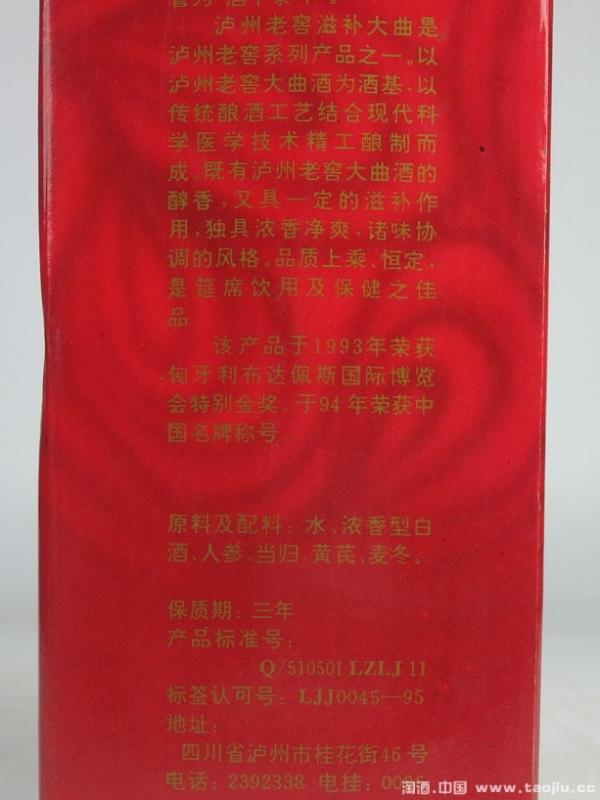 泸州老窖滋补大曲是
泸州老窖系列产品之一。以
泸州老窖大曲酒为酒基、以
传统酿酒工艺结合现代科
学医学技术精工酿制而
成。既有泸州老窖大曲酒的
醇香,又具一定的滋补作
用,独具浓香净爽、诸味协
调的风格。品质上乘、恒定,
是筵席饮用及保健之佳
品
该产品于1993年荣获
匈牙利布达佩斯国际博览
会特别金奖。于94年荣获中
国名牌称号。
原料及配料:水、浓香型白
酒、人参、当归、黄芪、麦冬。
保质期:三年
产品标准号:
Q/510501 LZLJ 11
标签认可号:LJJ0045—95
地址:
四川省泸州市桂花街46号
电话:2392338 电挂:00
淘酒.中国 www.taojiu.cc